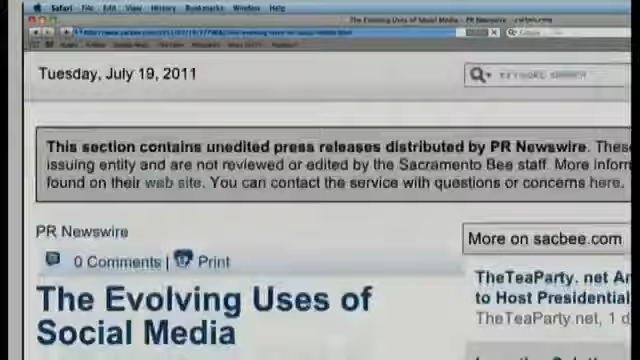 Safari File Edit View History Bookmarks Window Help
The Evolving Uses of Social Media - PR Newswire - sacbee.com
Tuesday, July 19, 2011
KEYWORD SEARCH
This section contains unedited press releases distributed by PR Newswire. These
issuing entity and are not reviewed or edited by the Sacramento Bee staff. More inform
found on their web site. You can contact the service with questions or concerns here.
PR Newswire
0 Comments | Print
The Evolving Uses of
Social Media
More on sacbee.com
TheTeaParty. net An
to Host Presidential
TheTeaParty.net, 1 d